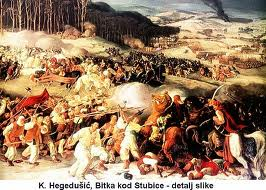 K. Hegedušić, Bitka kod Stubice - detalj slike